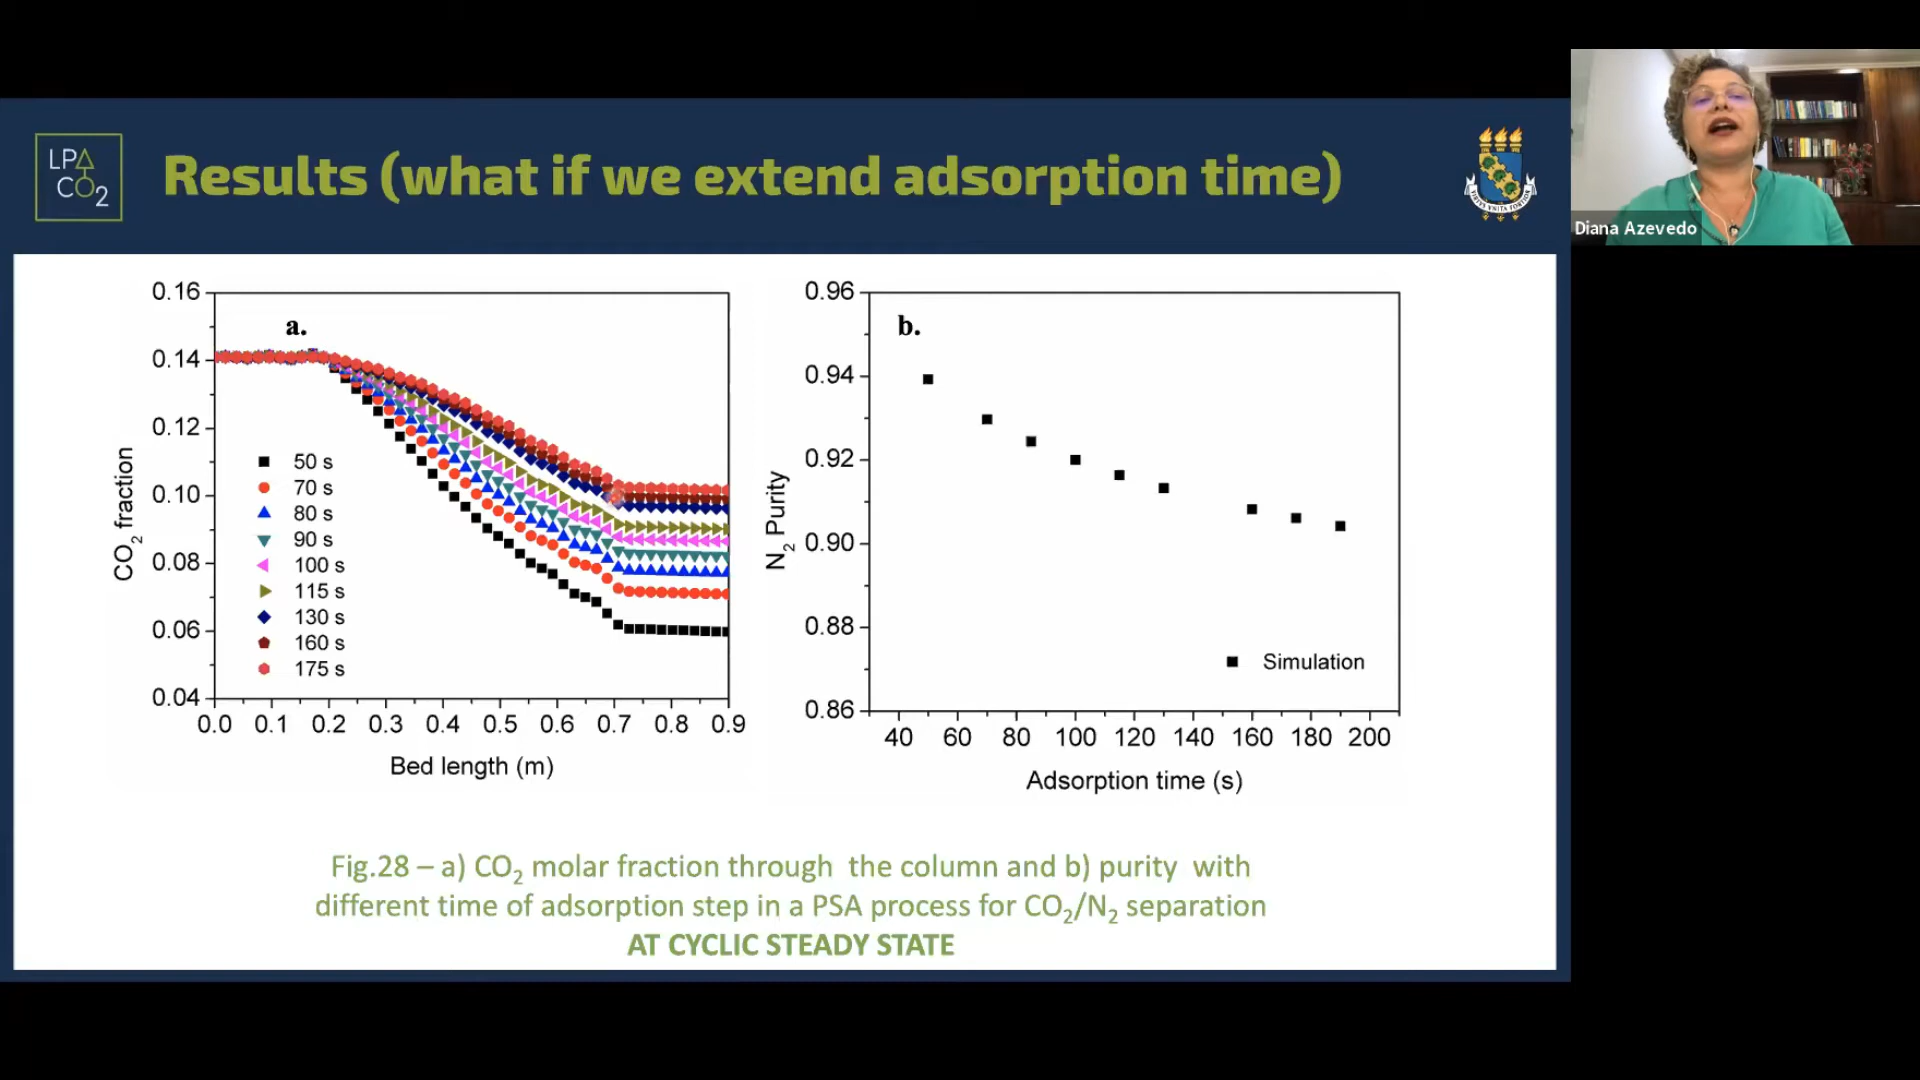 LPA
CO2
Results (what if we extend adsorption time)
VIRTUS UNITA FORTIOR
Diana Azevedo
a.
0.16
0.14
0.12
0.10
0.08
0.06
0.04
CO2 fraction
50 s
70 s
80 s
90 s
100 s
115 s
130 s
160 s
175 s
0.0 0.1 0.2 0.3 0.4 0.5 0.6 0.7 0.8 0.9
Bed length (m)
b.
0.96
0.94
0.92
0.90
0.88
0.86
N2 Purity
Simulation
40 60 80 100 120 140 160 180 200
Adsorption time (s)
Fig.28 – a) CO2 molar fraction through the column and b) purity with
different time of adsorption step in a PSA process for CO2/N2 separation
AT CYCLIC STEADY STATE